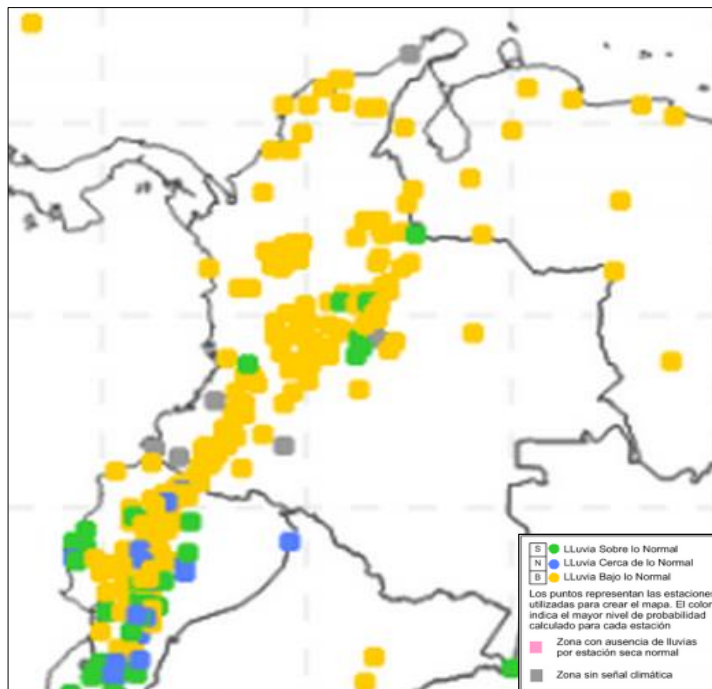 S LLuvia Sobre lo Normal
N LLuvia Cerca de lo Normal
B LLuvia Bajo lo Normal
Los puntos representan las estaciones
utilizadas para crear el mapa. El color
indica el mayor nivel de probabilidad
calculado para cada estación
Zona con ausencia de lluvias
por estación seca normal
Zona sin señal climática